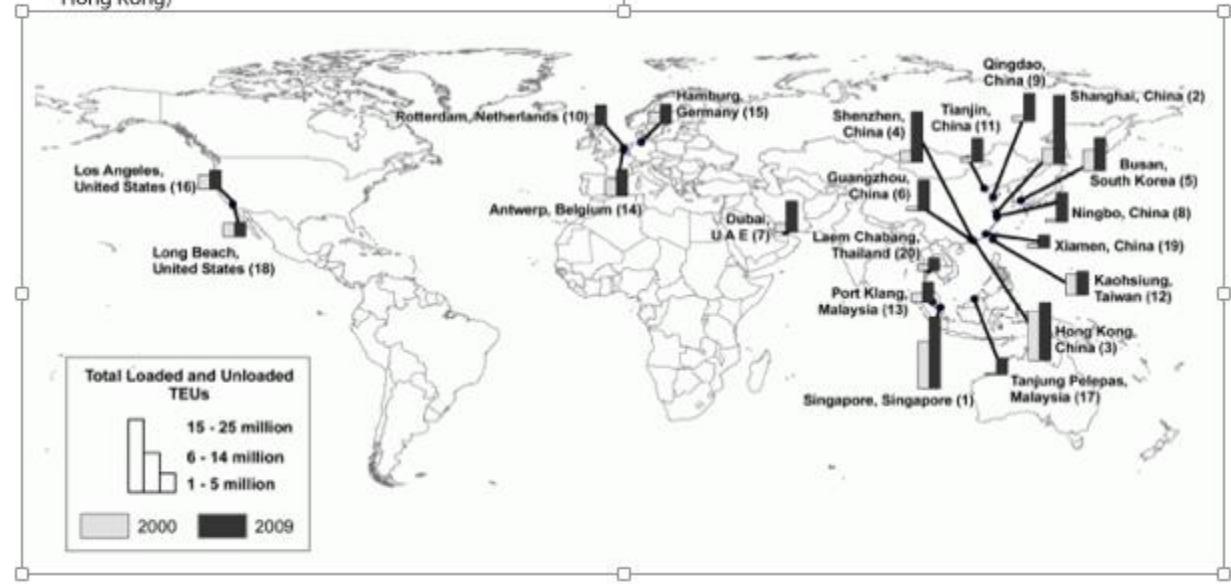 Hong Kong)
Qingdao,
China (9)
Shanghai, China (2)
Hamburg,
Germany (15)
Rotterdam, Netherlands (10)
Shenzhen,
China (4)
Tianjin,
China (11)
Busan,
South Korea (5)
Los Angeles,
United States (16)
Guangzhou,
China (6)
Antwerp, Belgium (14)
Ningbo, China (8)
Dubai,
U A E (7)
Laem Chabang,
Thailand (20)
Xiamen, China (19)
Long Beach,
United States (18)
Kaohsiung,
Taiwan (12)
Port Klang,
Malaysia (13)
Hong Kong,
China (3)
Tanjung Pelepas,
Malaysia (17)
Singapore, Singapore (1)
Total Loaded and Unloaded
TEUs
15 - 25 million
6 - 14 million
1 - 5 million
2000
2009